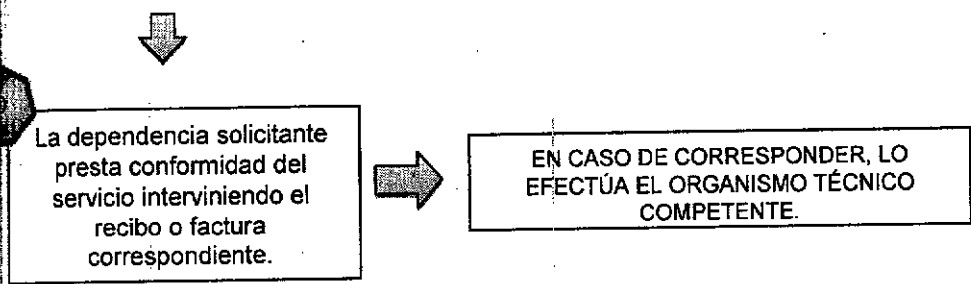 La dependencia solicitante
presta conformidad del
servicio interviniendo el
recibo o factura
correspondiente.
EN CASO DE CORRESPONDER, LO
EFECTÚA EL ORGANISMO TÉCNICO
COMPETENTE.